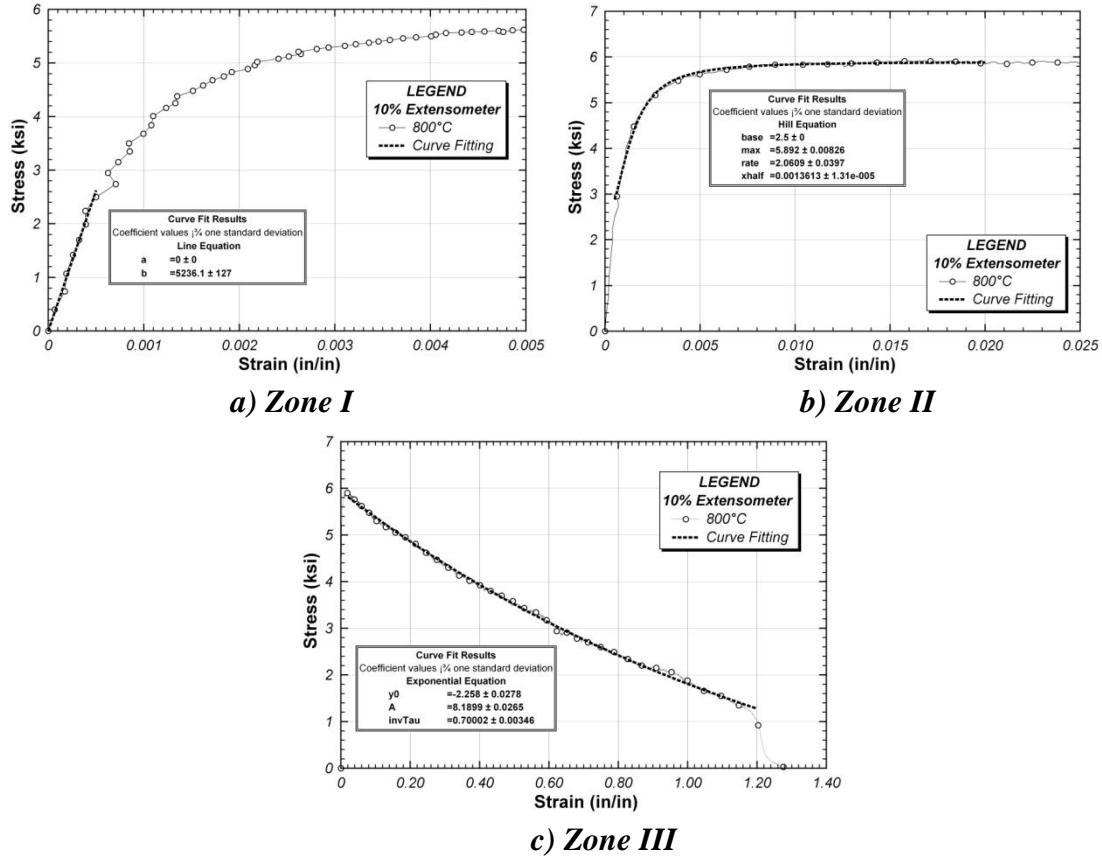 6
5
4
3
2
1
0
Stress (ksi)
0
0.001
0.002
0.003
0.004
0.005
Strain (in/in)
LEGEND
10% Extensometer
800°C
Curve Fitting
Curve Fit Results
Coefficient values ¡¾ one standard deviation
Line Equation
a =0 ± 0
b =5236.1 ± 127
a) Zone I
7
6
5
4
3
2
1
0
Stress (ksi)
0
0.005
0.010
0.015
0.020
0.025
Strain (in/in)
Curve Fit Results
Coefficient values ¡¾ one standard deviation
Hill Equation
base =2.5 ± 0
max =5.892 ± 0.00826
rate =2.0609 ± 0.0397
xhalf =0.0013613 ± 1.31e-005
LEGEND
10% Extensometer
800°C
Curve Fitting
b) Zone II
7
6
5
4
3
2
1
0
Stress (ksi)
0
0.20
0.40
0.60
0.80
1.00
1.20
1.40
Strain (in/in)
LEGEND
10% Extensometer
800°C
Curve Fitting
Curve Fit Results
Coefficient values ¡¾ one standard deviation
Exponential Equation
y0 =-2.258 ± 0.0278
A =8.1899 ± 0.0265
invTau =0.70002 ± 0.00346
c) Zone III